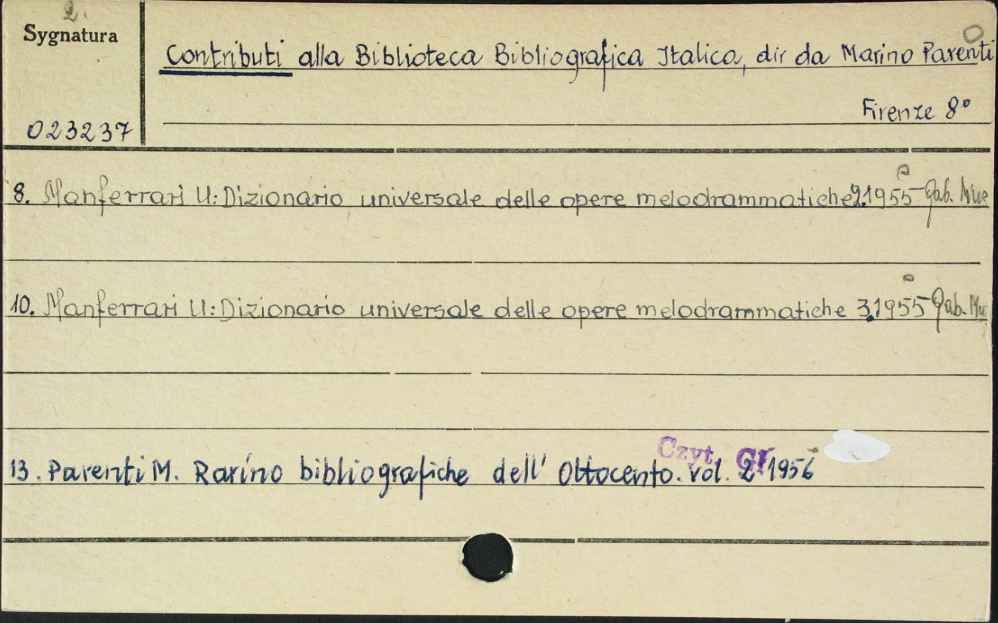 2.
Sygnatura
Contributi alla Biblioteca Bibliografica Italica, dir da Marino Parenti
Firenze 8°
023237
8. Manferrari U: Dizionario universale delle opere melodrammatiche 2.1955 Gab.
10. Manferrari U: Dizionario universale delle opere melodrammatiche 3.1955 Gab.
Czyt. Gł.
13. Parenti M. Rarino bibliografiche dell' Ottocento. vol. 2 1956